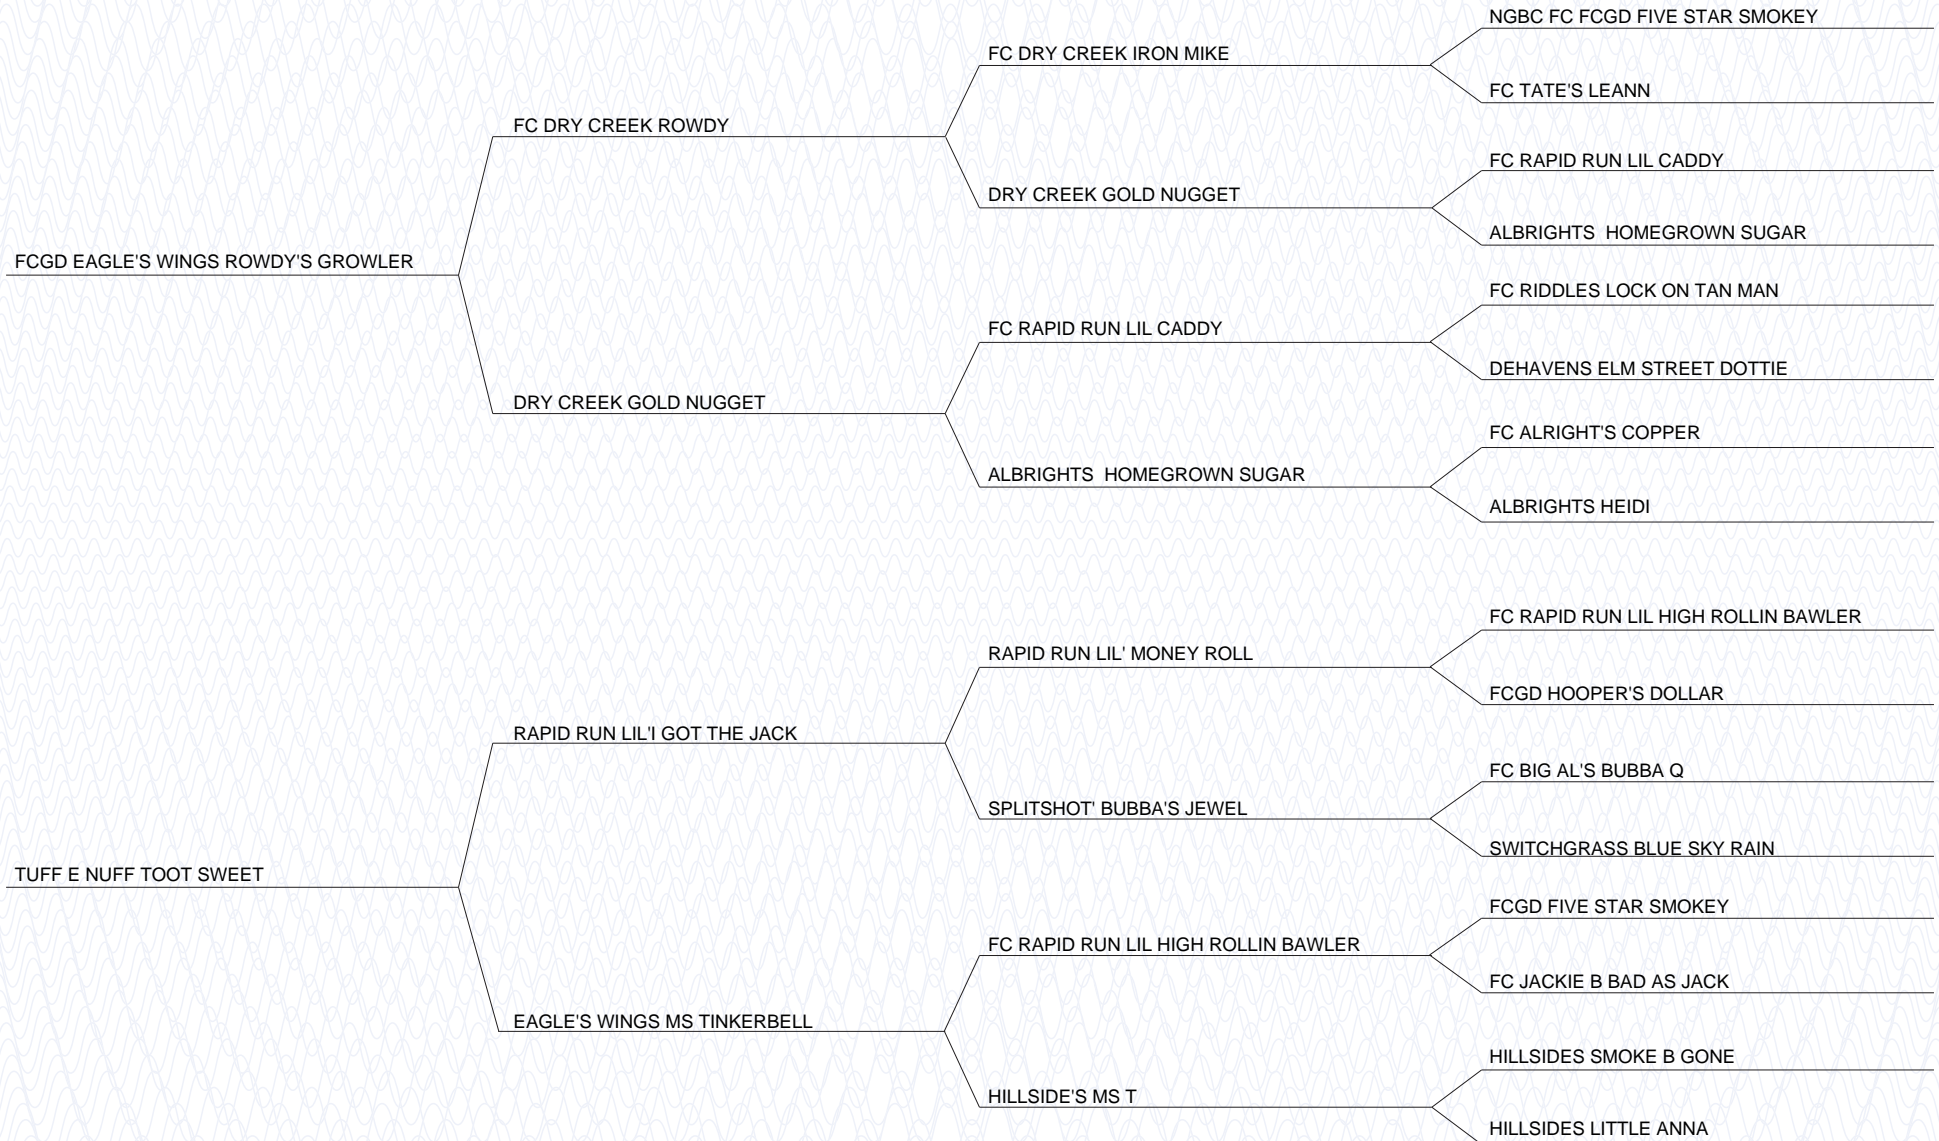 NGBC FC FCGD FIVE STAR SMOKEY
FC DRY CREEK IRON MIKE
FC TATE'S LEANN
FC DRY CREEK ROWDY
FC RAPID RUN LIL CADDY
DRY CREEK GOLD NUGGET
ALBRIGHTS  HOMEGROWN SUGAR
FCGD EAGLE'S WINGS ROWDY'S GROWLER
FC RIDDLES LOCK ON TAN MAN
FC RAPID RUN LIL CADDY
DEHAVENS ELM STREET DOTTIE
DRY CREEK GOLD NUGGET
FC ALRIGHT'S COPPER
ALBRIGHTS  HOMEGROWN SUGAR
ALBRIGHTS HEIDI
FC RAPID RUN LIL HIGH ROLLIN BAWLER
RAPID RUN LIL' MONEY ROLL
FCGD HOOPER'S DOLLAR
RAPID RUN LIL'I GOT THE JACK
FC BIG AL'S BUBBA Q
SPLITSHOT' BUBBA'S JEWEL
SWITCHGRASS BLUE SKY RAIN
TUFF E NUFF TOOT SWEET
FCGD FIVE STAR SMOKEY
FC RAPID RUN LIL HIGH ROLLIN BAWLER
FC JACKIE B BAD AS JACK
EAGLE'S WINGS MS TINKERBELL
HILLSIDES SMOKE B GONE
HILLSIDE'S MS T
HILLSIDES LITTLE ANNA